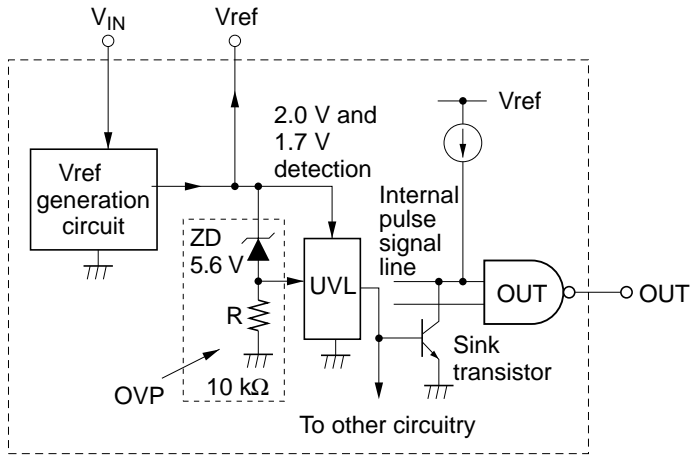 V_IN
Vref
2.0 V and
1.7 V
detection
Vref
Vref
generation
circuit
Internal
pulse
signal
line
ZD
5.6 V
UVL
OUT
OUT
R
Sink
transistor
OVP
10 kΩ
To other circuitry